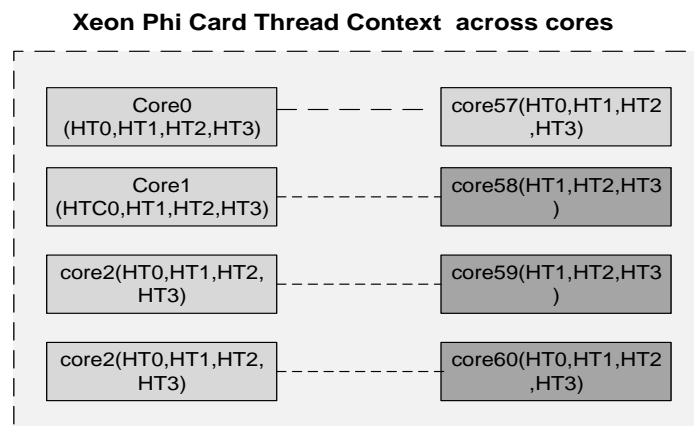 Xeon Phi Card Thread Context across cores
Core0
(HT0,HT1,HT2,HT3)
core57(HT0,HT1,HT2
,HT3)
Core1
(HTC0,HT1,HT2,HT3)
core58(HT1,HT2,HT3
)
core2(HT0,HT1,HT2,
HT3)
core59(HT1,HT2,HT3
)
core2(HT0,HT1,HT2,
HT3)
core60(HT0,HT1,HT2
,HT3)